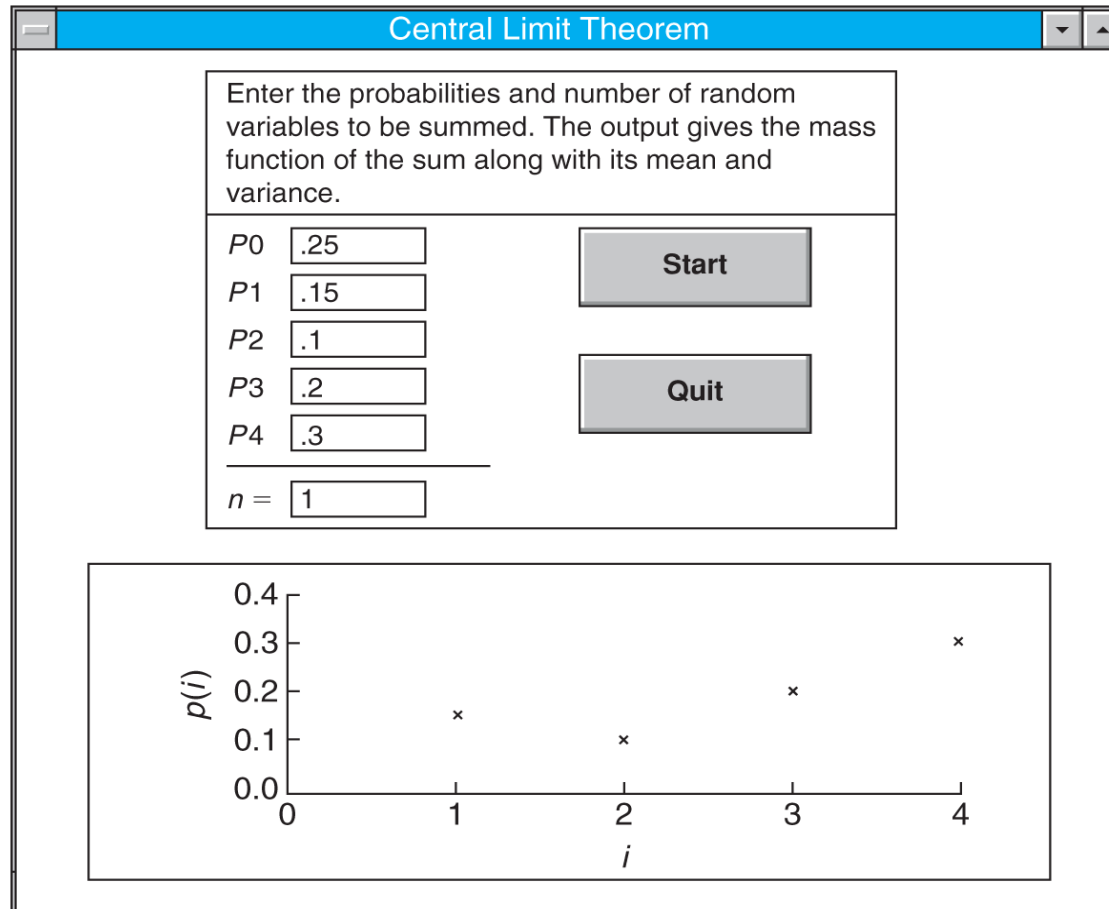 Central Limit Theorem
Enter the probabilities and number of random
variables to be summed. The output gives the mass
function of the sum along with its mean and
variance.
P0 .25
P1 .15
P2 .1
P3 .2
P4 .3
n = 1
Start
Quit
0.4
0.3
0.2
0.1
0.0
p(i)
0 1 2 3 4
i